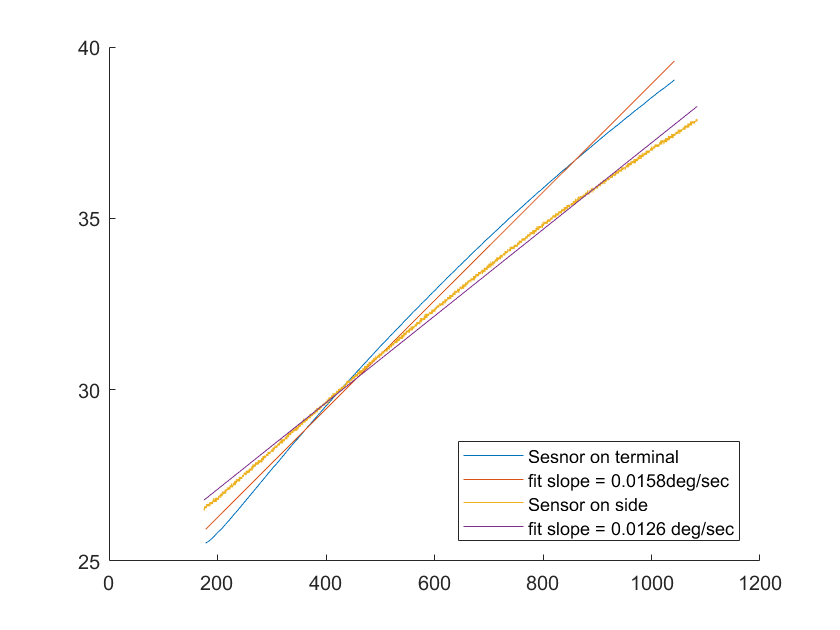 40
35
30
25
0
200
400
600
800
1000
1200
Sesnor on terminal
fit slope = 0.0158deg/sec
Sensor on side
fit slope = 0.0126 deg/sec